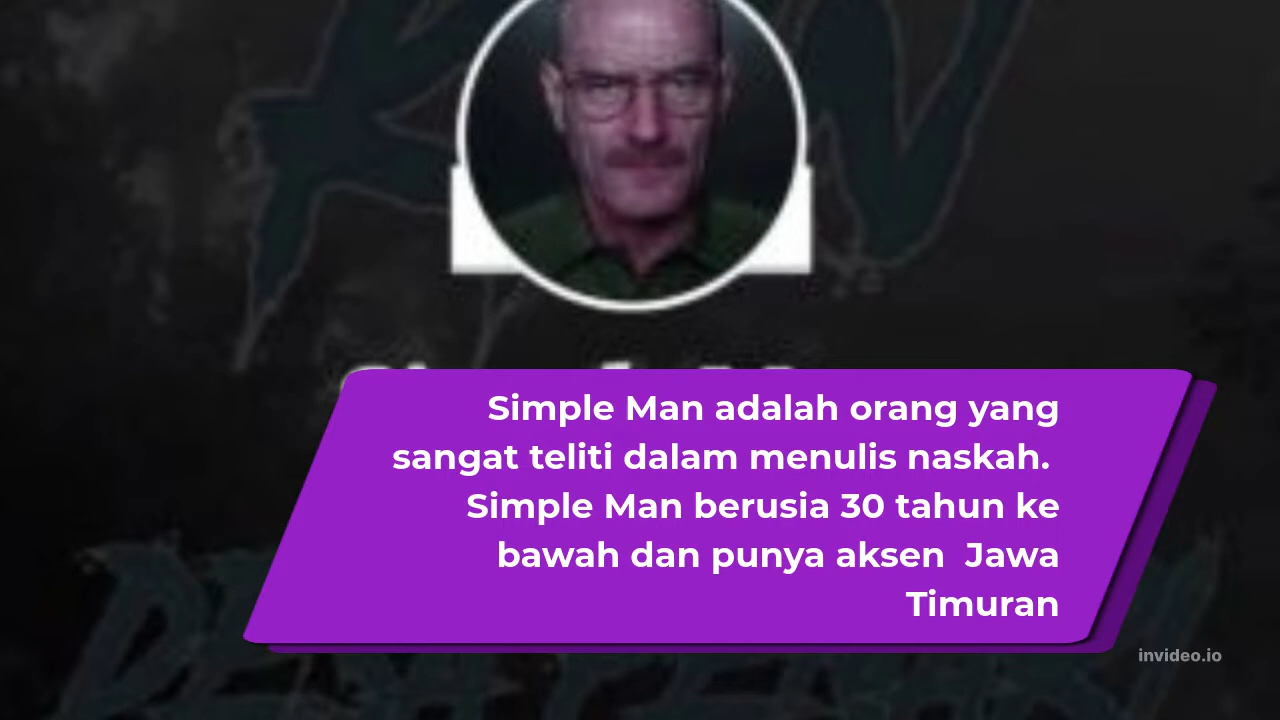 Simple Man adalah orang yang
sangat teliti dalam menulis naskah.
Simple Man berusia 30 tahun ke
bawah dan punya aksen  Jawa
Timuran
invideo.io